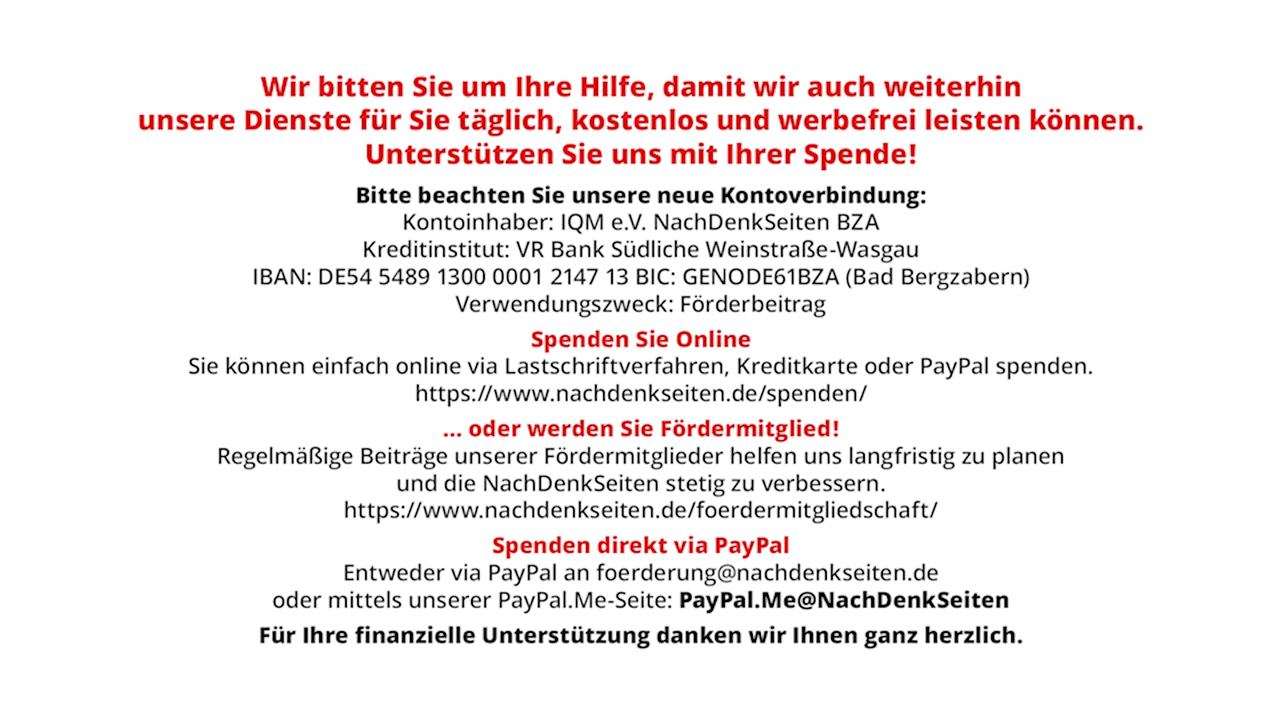 Wir bitten Sie um Ihre Hilfe, damit wir auch weiterhin
unsere Dienste für Sie täglich, kostenlos und werbefrei leisten können.
Unterstützen Sie uns mit Ihrer Spende!
Bitte beachten Sie unsere neue Kontoverbindung:
Kontoinhaber: IQM e.V. NachDenkSeiten BZA
Kreditinstitut: VR Bank Südliche Weinstraße-Wasgau
IBAN: DE54 5489 1300 0001 2147 13 BIC: GENODE61BZA (Bad Bergzabern)
Verwendungszweck: Förderbeitrag
Spenden Sie Online
Sie können einfach online via Lastschriftverfahren, Kreditkarte oder PayPal spenden.
https://www.nachdenkseiten.de/spenden/
... oder werden Sie Fördermitglied!
Regelmäßige Beiträge unserer Fördermitglieder helfen uns langfristig zu planen
und die NachDenkSeiten stetig zu verbessern.
https://www.nachdenkseiten.de/foerdermitgliedschaft/
Spenden direkt via PayPal
Entweder via PayPal an foerderung@nachdenkseiten.de
oder mittels unserer PayPal.Me-Seite: PayPal.Me@NachDenkSeiten
Für Ihre finanzielle Unterstützung danken wir Ihnen ganz herzlich.